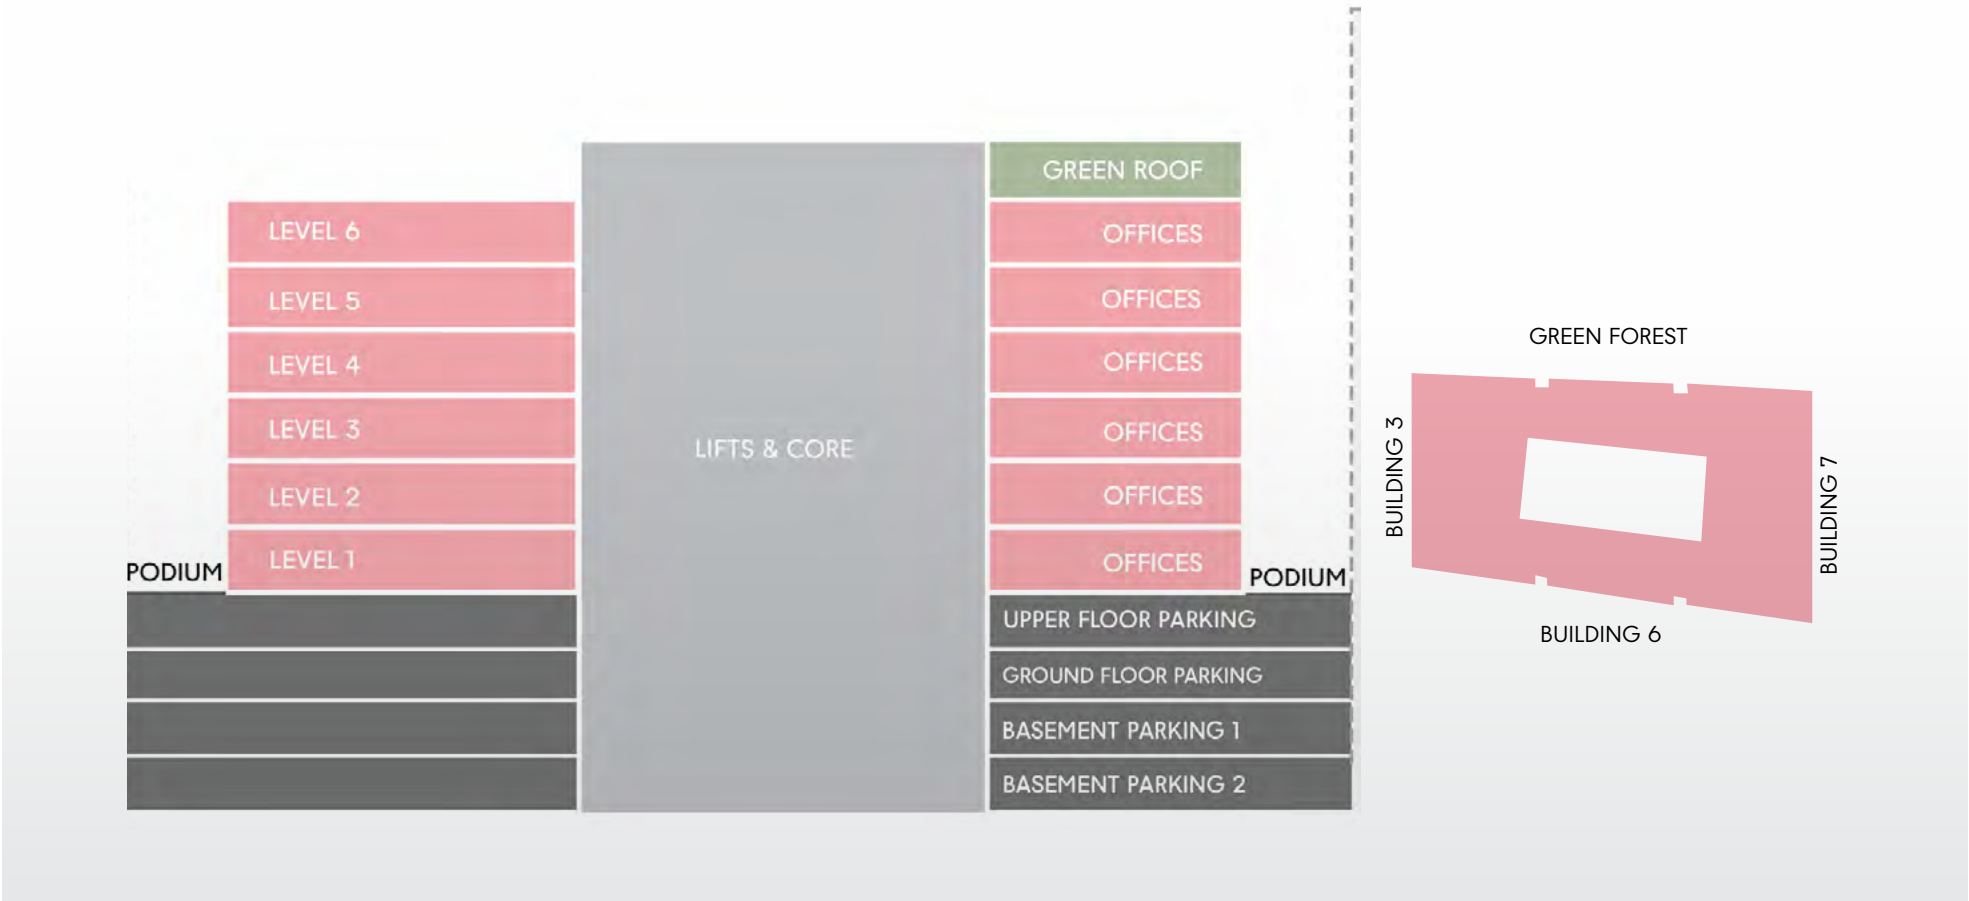 GREEN ROOF
LEVEL 6
OFFICES
LEVEL 5
OFFICES
LEVEL 4
OFFICES
LEVEL 3
OFFICES
LIFTS & CORE
LEVEL 2
OFFICES
LEVEL 1
OFFICES
PODIUM
PODIUM
UPPER FLOOR PARKING
GROUND FLOOR PARKING
BASEMENT PARKING 1
BASEMENT PARKING 2
GREEN FOREST
BUILDING 3
BUILDING 7
BUILDING 6